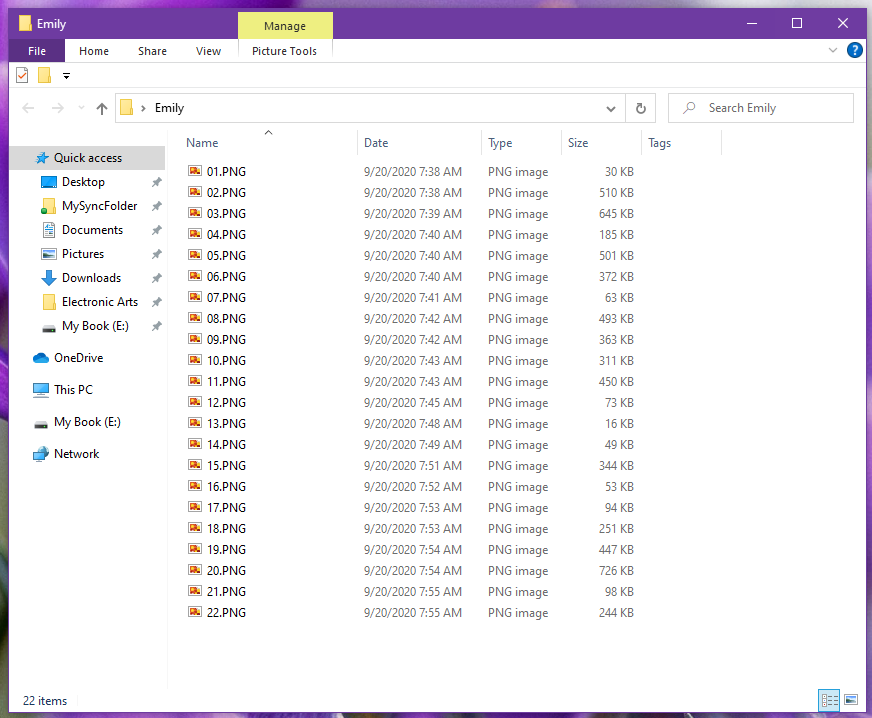 Emily
Manage
File Home Share View Picture Tools
Emily
Search Emily
Name Date Type Size Tags
Quick access
Desktop
MySyncFolder
Documents
Pictures
Downloads
Electronic Arts
My Book (E:)
OneDrive
This PC
My Book (E:)
Network
01.PNG 9/20/2020 7:38 AM PNG image 30 KB
02.PNG 9/20/2020 7:38 AM PNG image 510 KB
03.PNG 9/20/2020 7:39 AM PNG image 645 KB
04.PNG 9/20/2020 7:40 AM PNG image 185 KB
05.PNG 9/20/2020 7:40 AM PNG image 501 KB
06.PNG 9/20/2020 7:40 AM PNG image 372 KB
07.PNG 9/20/2020 7:41 AM PNG image 63 KB
08.PNG 9/20/2020 7:42 AM PNG image 493 KB
09.PNG 9/20/2020 7:42 AM PNG image 363 KB
10.PNG 9/20/2020 7:43 AM PNG image 311 KB
11.PNG 9/20/2020 7:43 AM PNG image 450 KB
12.PNG 9/20/2020 7:45 AM PNG image 73 KB
13.PNG 9/20/2020 7:48 AM PNG image 16 KB
14.PNG 9/20/2020 7:49 AM PNG image 49 KB
15.PNG 9/20/2020 7:51 AM PNG image 344 KB
16.PNG 9/20/2020 7:52 AM PNG image 53 KB
17.PNG 9/20/2020 7:53 AM PNG image 94 KB
18.PNG 9/20/2020 7:53 AM PNG image 251 KB
19.PNG 9/20/2020 7:54 AM PNG image 447 KB
20.PNG 9/20/2020 7:54 AM PNG image 726 KB
21.PNG 9/20/2020 7:55 AM PNG image 98 KB
22.PNG 9/20/2020 7:55 AM PNG image 244 KB
22 items